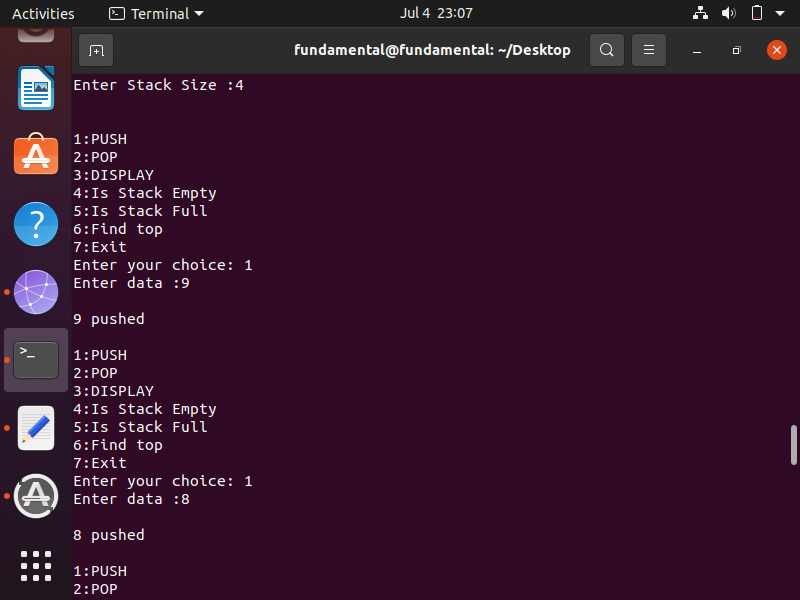 Activities Terminal Jul 4 23:07
fundamental@fundamental: ~/Desktop
Enter Stack Size :4
1:PUSH
2:POP
3:DISPLAY
4:Is Stack Empty
5:Is Stack Full
6:Find top
7:Exit
Enter your choice: 1
Enter data :9
9 pushed
1:PUSH
2:POP
3:DISPLAY
4:Is Stack Empty
5:Is Stack Full
6:Find top
7:Exit
Enter your choice: 1
Enter data :8
8 pushed
1:PUSH
2:POP